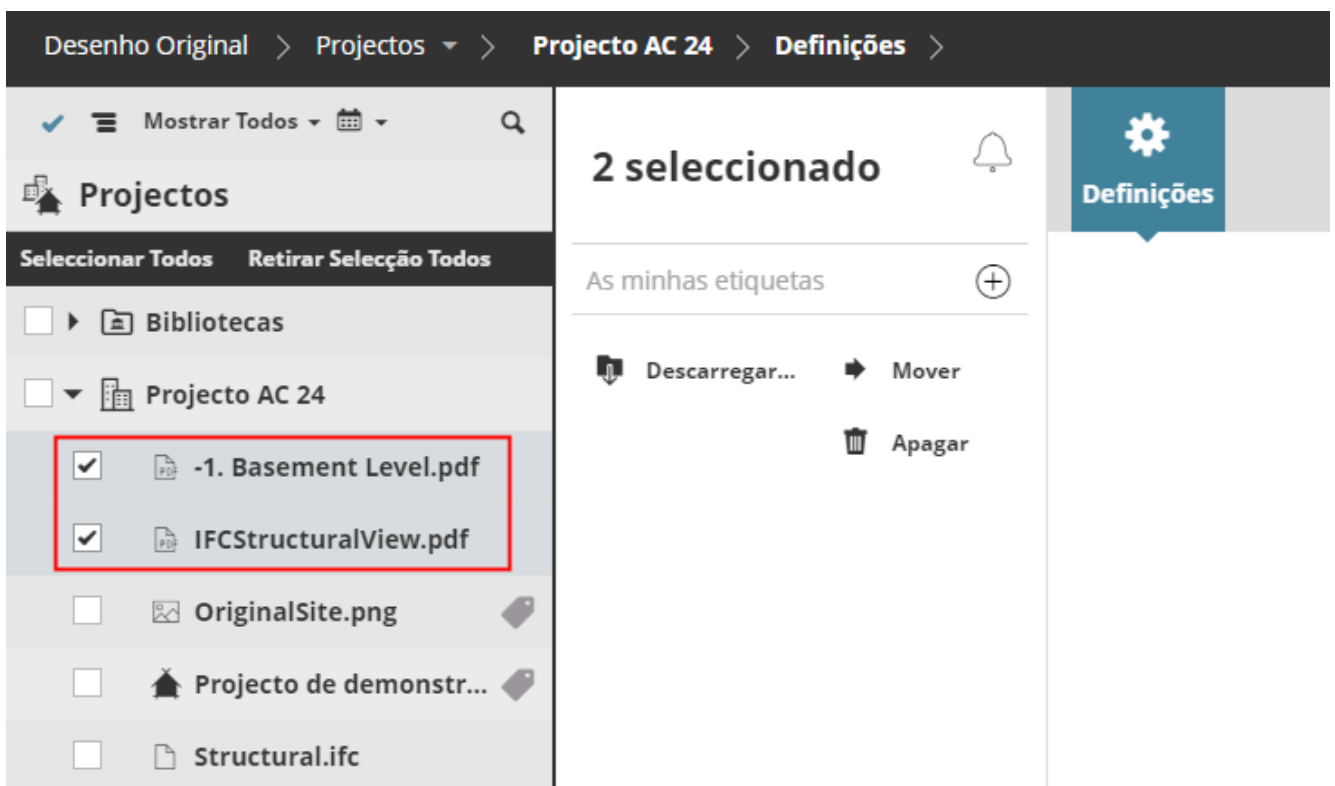 Desenho Original > Projectos > Projecto AC 24 > Definições >
Mostrar Todos
Projectos
Seleccionar Todos Retirar Selecção Todos
Bibliotecas
Projecto AC 24
-1. Basement Level.pdf
IFCStructuralView.pdf
OriginalSite.png
Projecto de demonstr...
Structural.ifc
2 seleccionado
As minhas etiquetas
Descarregar... Mover
Apagar
Definições